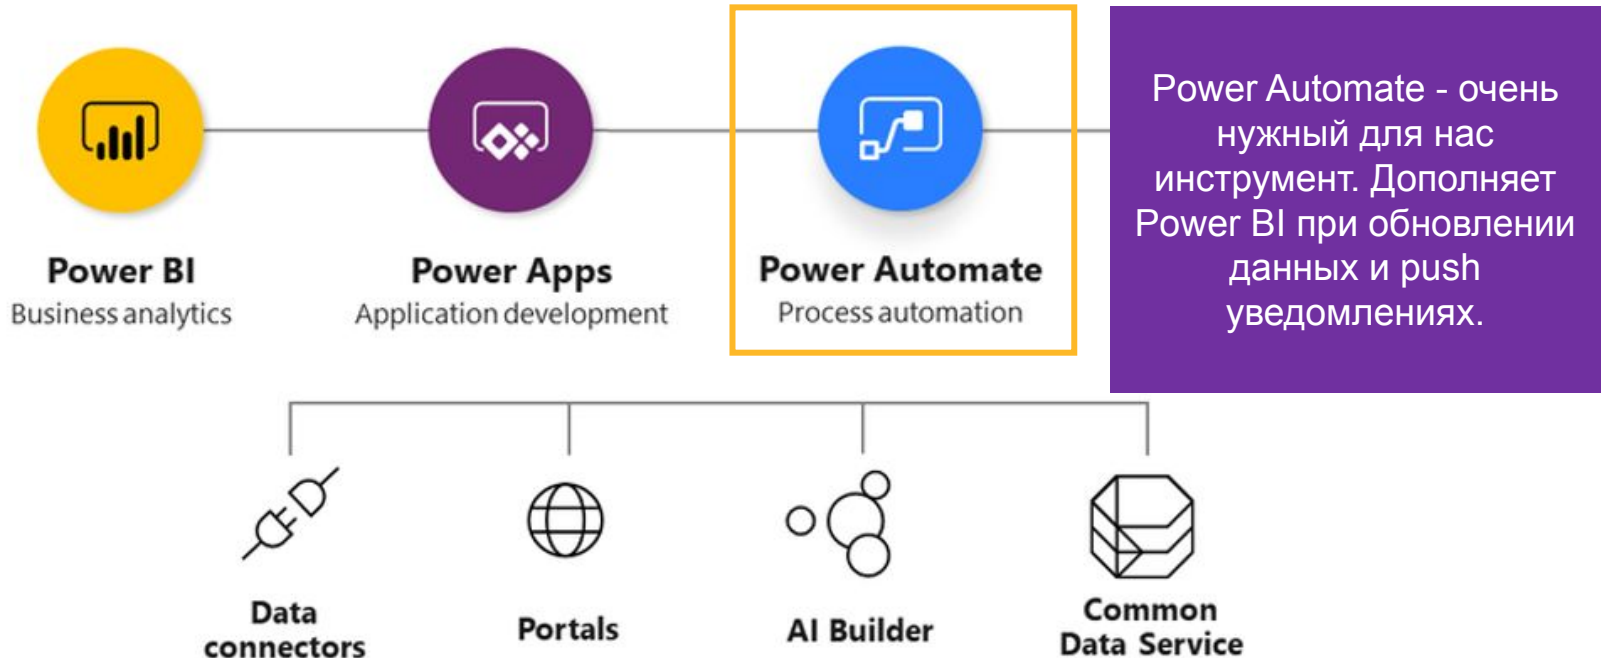 Power BI
Business analytics
Power Apps
Application development
Power Automate
Process automation
Power Automate - очень
нужный для нас
инструмент. Дополняет
Power BI при обновлении
данных и push
уведомлениях.
Data
connectors
Portals
AI Builder
Common
Data Service